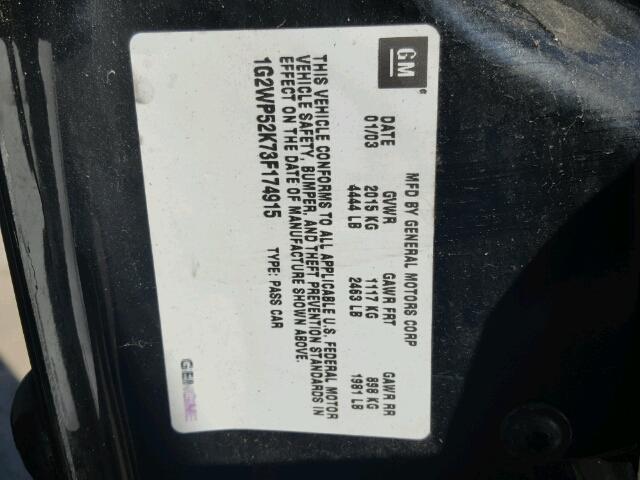 GM
MFD BY GENERAL MOTORS CORP
DATE GVWR GAWR FRT GAWR RR
01/03 2015 KG 1117 KG 898 KG
4444 LB 2463 LB 1981 LB
THIS VEHICLE CONFORMS TO ALL APPLICABLE U.S. FEDERAL MOTOR
VEHICLE SAFETY, BUMPER, AND THEFT PREVENTION STANDARDS IN
EFFECT ON THE DATE OF MANUFACTURE SHOWN ABOVE.
1G2WP52K73F174915 TYPE: PASS CAR